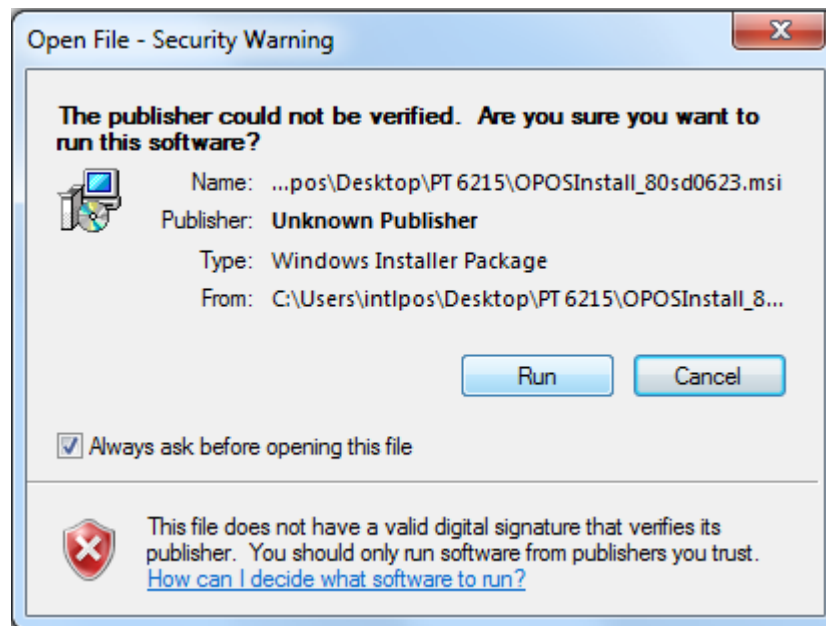 Open File - Security Warning
The publisher could not be verified. Are you sure you want to
run this software?
Name: ...pos\Desktop\PT 6215\OPOSInstall_80sd0623.msi
Publisher: Unknown Publisher
Type: Windows Installer Package
From: C:\Users\intlpos\Desktop\PT 6215\OPOSInstall_8...
Run Cancel
Always ask before opening this file
This file does not have a valid digital signature that verifies its
publisher. You should only run software from publishers you trust.
How can I decide what software to run?